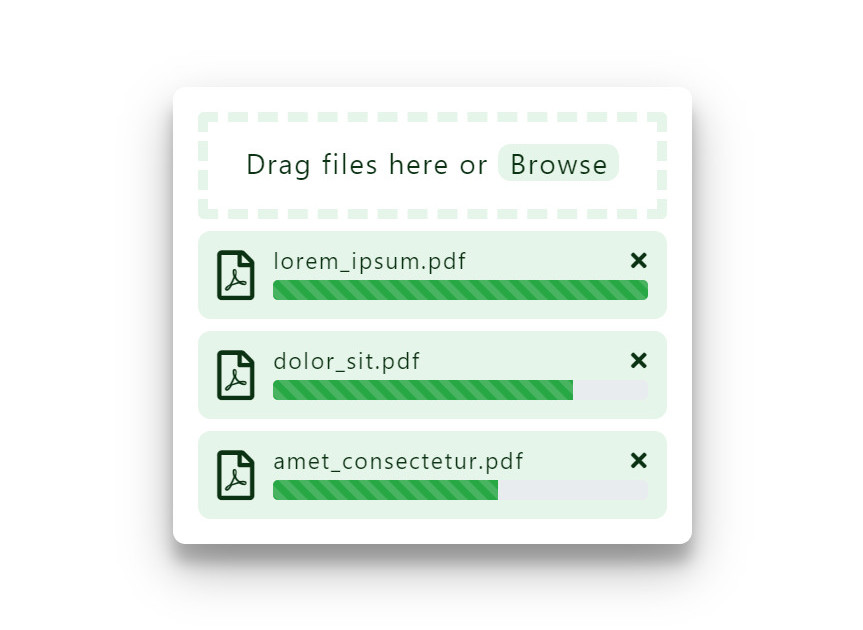 Drag files here or Browse
lorem_ipsum.pdf
dolor_sit.pdf
amet_consectetur.pdf